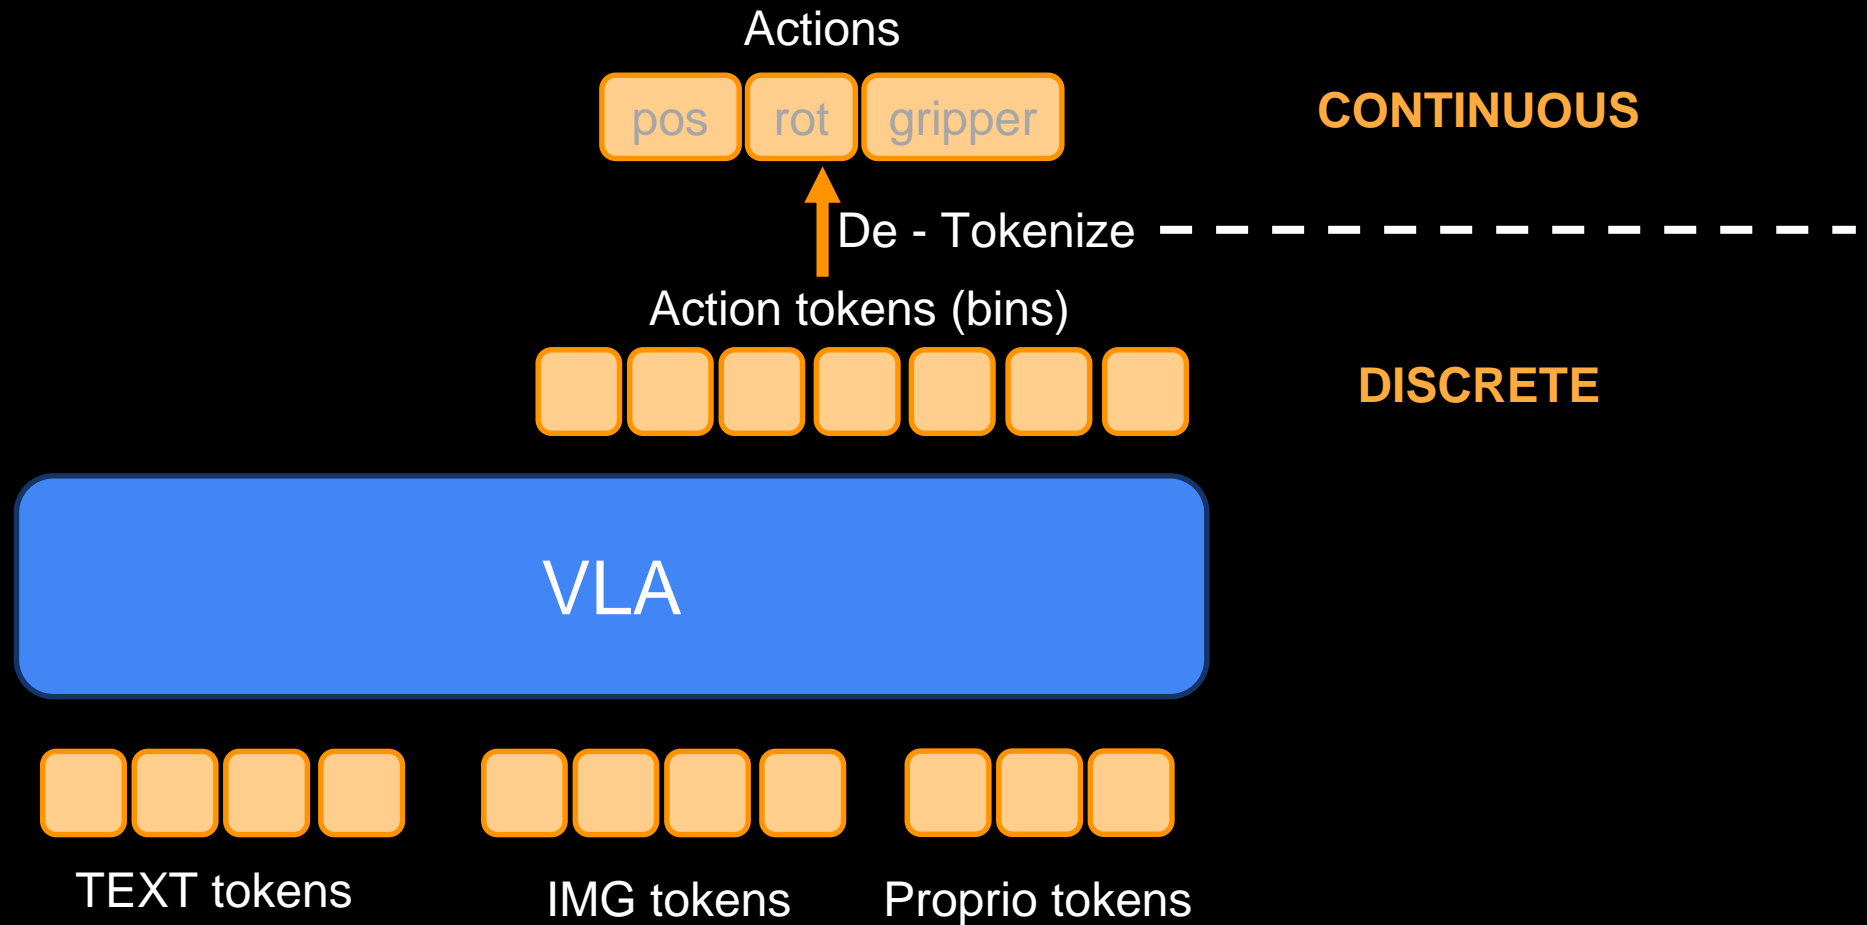 Actions
pos rot gripper
CONTINUOUS
De - Tokenize
Action tokens (bins)
DISCRETE
VLA
TEXT tokens
IMG tokens
Proprio tokens